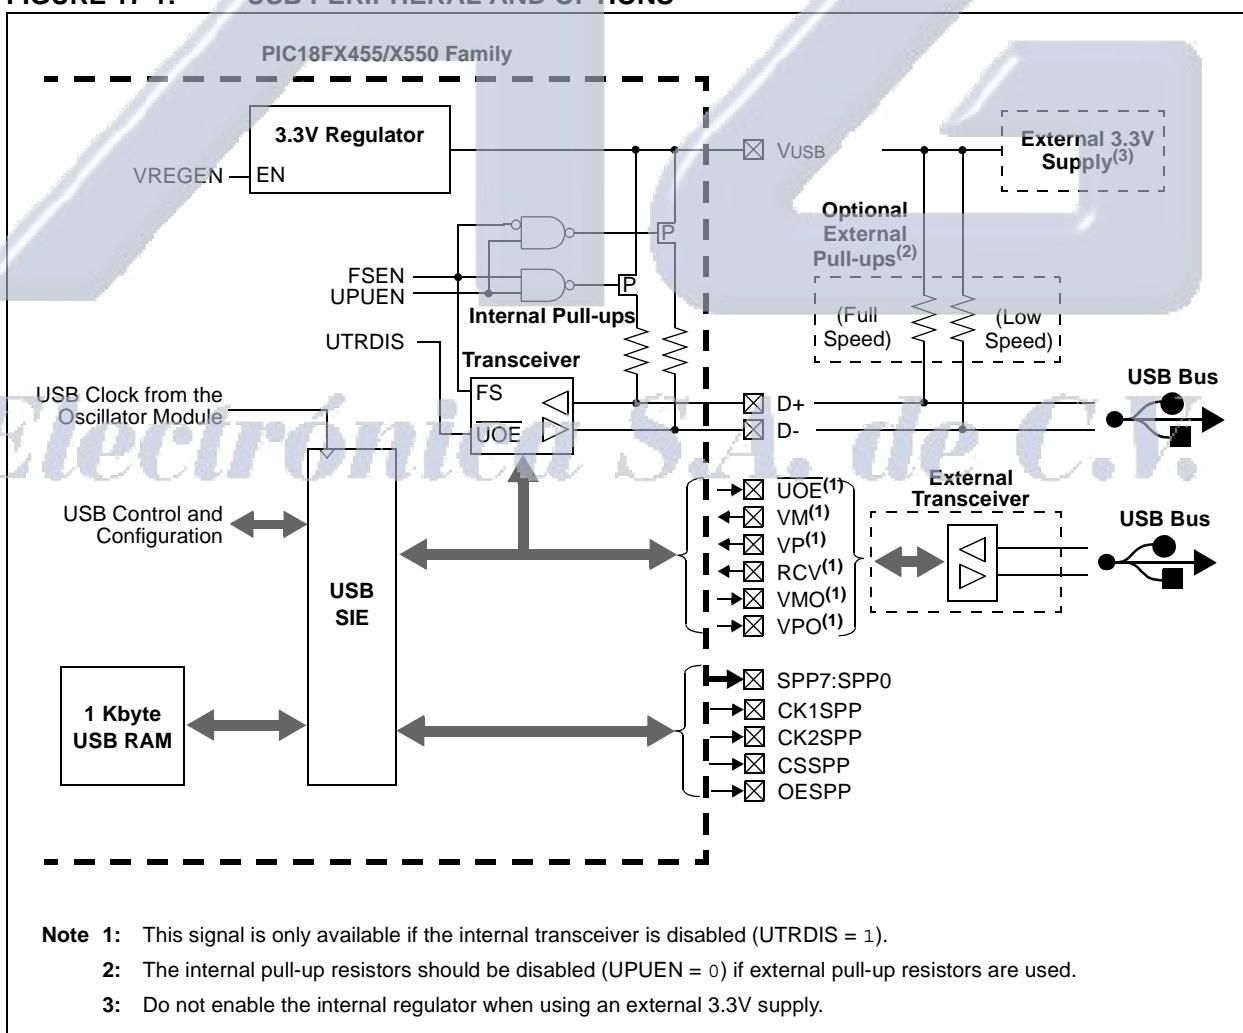 FIGURE 17-1: USB PERIPHERAL AND OPTIONS
PIC18FX455/X550 Family
3.3V Regulator
VREGEN
EN
VUSB
External 3.3V
Supply(3)
Optional
External
Pull-ups(2)
FSEN
UPUEN
P
P
Internal Pull-ups
(Full
Speed)
(Low
Speed)
UTRDIS
Transceiver
FS
UOE
USB Clock from the
Oscillator Module
D+
D-
USB Bus
Electrónica S.A. de C.V.
USB Control and
Configuration
USB
SIE
UOE(1)
VM(1)
VP(1)
RCV(1)
VMO(1)
VPO(1)
External
Transceiver
USB Bus
1 Kbyte
USB RAM
SPP7:SPP0
CK1SPP
CK2SPP
CSSPP
OESPP
Note 1: This signal is only available if the internal transceiver is disabled (UTRDIS = 1).
2: The internal pull-up resistors should be disabled (UPUEN = 0) if external pull-up resistors are used.
3: Do not enable the internal regulator when using an external 3.3V supply.